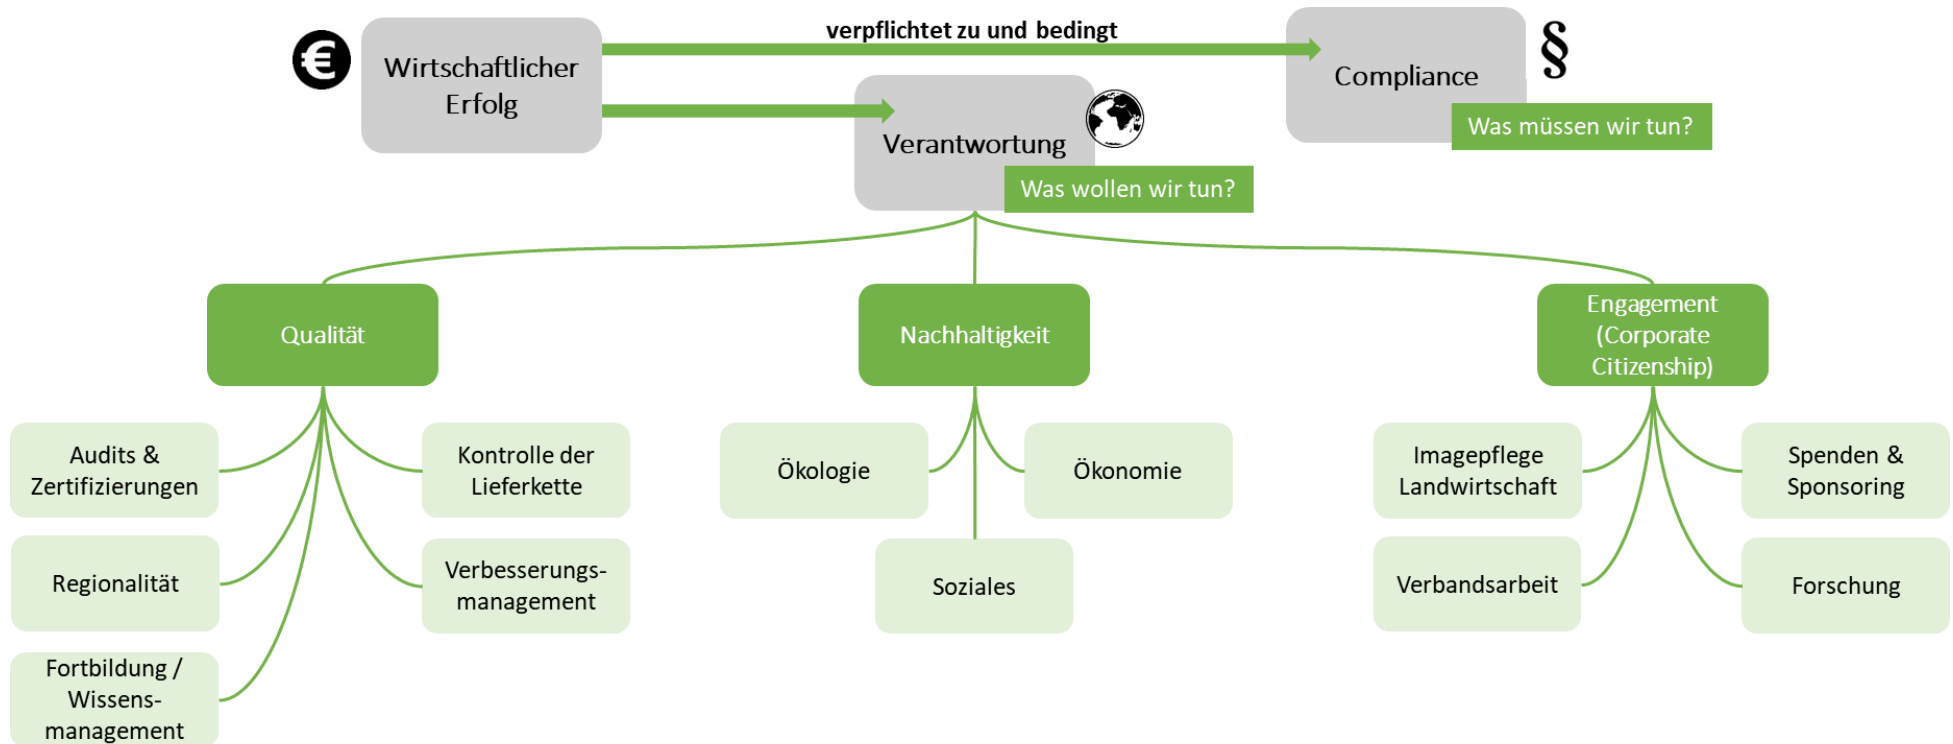 verpflichtet zu und bedingt
€
Wirtschaftlicher
Erfolg
Compliance
§
Was müssen wir tun?
Verantwortung
Was wollen wir tun?
Qualität
Nachhaltigkeit
Engagement
(Corporate
Citizenship)
Audits &
Zertifizierungen
Kontrolle der
Lieferkette
Regionalität
Verbesserungs-
management
Fortbildung /
Wissens-
management
Ökologie
Ökonomie
Soziales
Imagepflege
Landwirtschaft
Spenden &
Sponsoring
Verbandsarbeit
Forschung